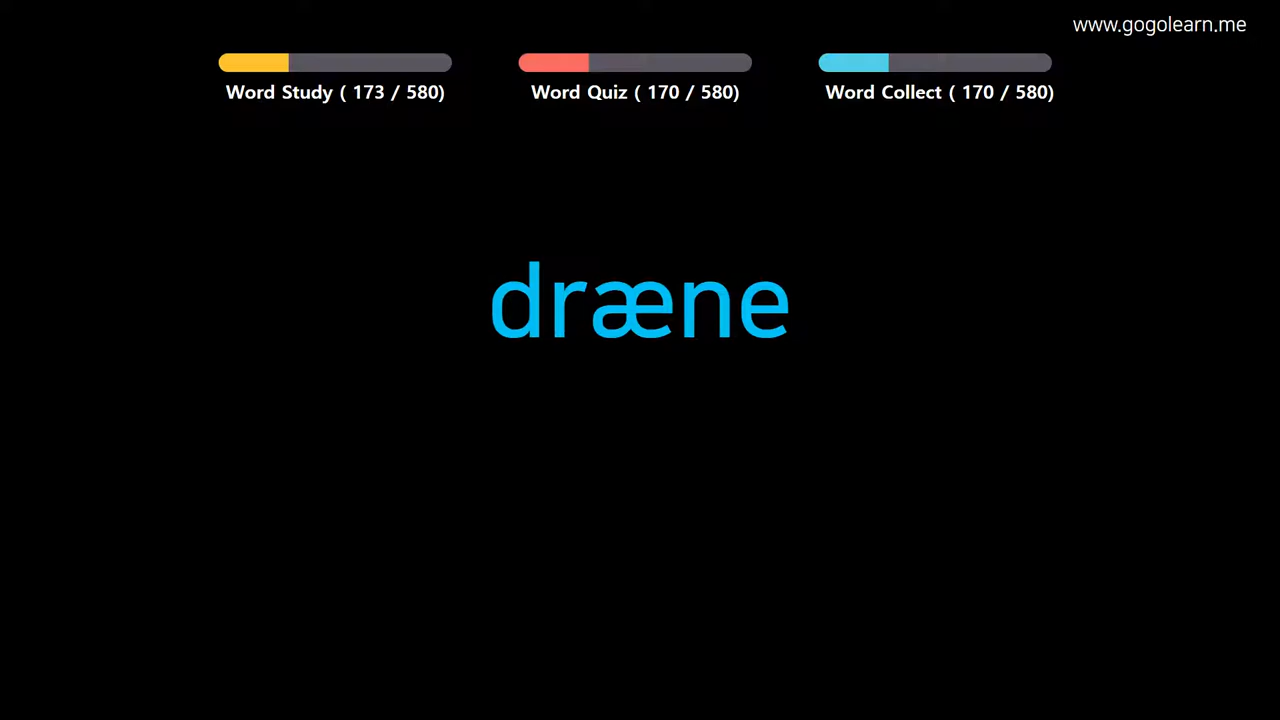 www.gogolearn.me
Word Study ( 173 / 580) Word Quiz ( 170 / 580) Word Collect ( 170 / 580)
dræne